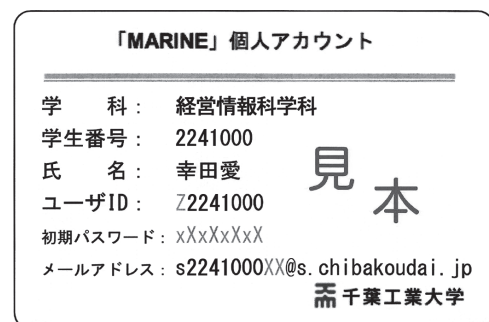 「MARINE」個人アカウント
学　科： 経営情報科学科
学生番号： 2241000
氏　名： 幸田愛
ユーザID： Z2241000
初期パスワード： xXxXxXxX
メールアドレス： s2241000XX@s.chibakoudai.jp
見本
千葉工業大学